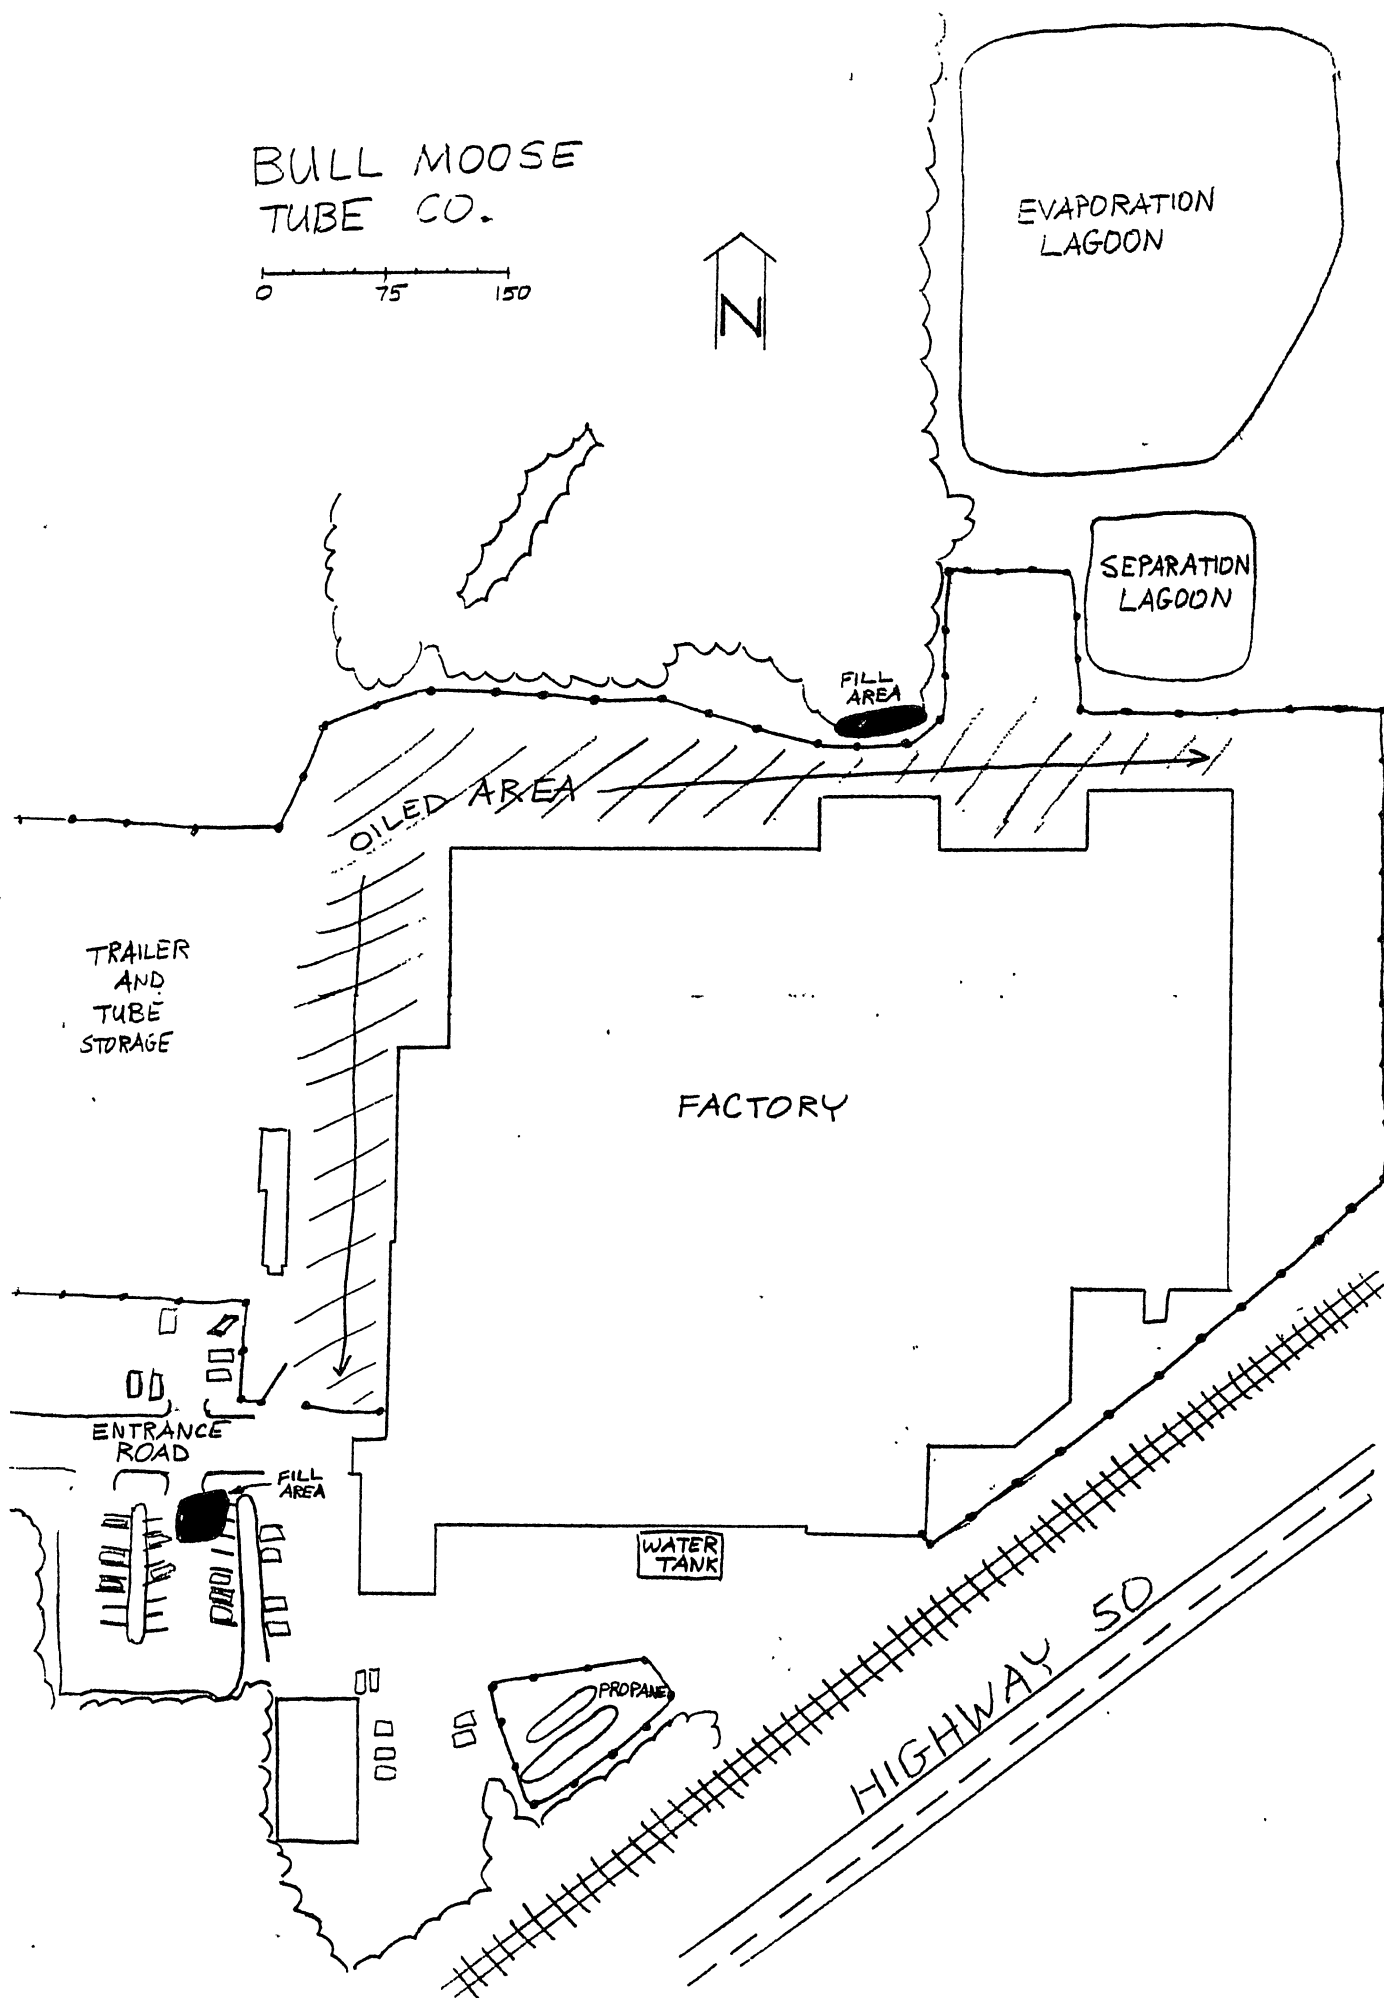 BULL MOOSE
TUBE CO.
0 75 150
N
EVAPORATION
LAGOON
SEPARATION
LAGOON
FILL
AREA
OILED AREA
TRAILER
AND
TUBE
STORAGE
FACTORY
ENTRANCE
ROAD
FILL
AREA
WATER
TANK
PROPANE
HIGHWAY 50